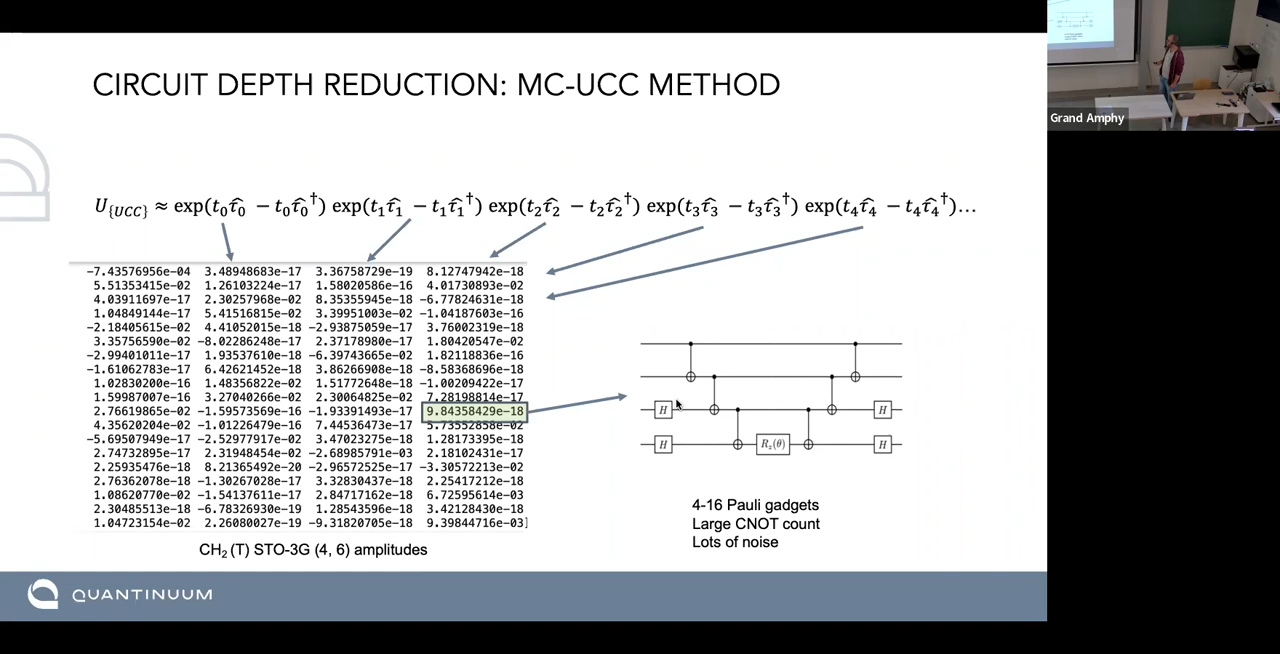 CIRCUIT DEPTH REDUCTION: MC-UCC METHOD
Grand Amphy
U_{UCC} ≈ exp(t₀τ̂₀ − t₀τ̂₀†) exp(t₁τ̂₁ − t₁τ̂₁†) exp(t₂τ̂₂ − t₂τ̂₂†) exp(t₃τ̂₃ − t₃τ̂₃†) exp(t₄τ̂₄ − t₄τ̂₄†)...
-7.43576956e-04 3.48948683e-17 3.36758729e-19 8.12747942e-18
5.51353415e-02 1.26103224e-17 1.58020586e-16 4.01730893e-02
4.03911697e-17 2.30257968e-02 8.35355945e-18 -6.77824631e-18
1.04849144e-17 5.41516815e-02 3.39951003e-02 -1.04187603e-16
-2.18405615e-02 4.41052015e-18 -2.93875059e-17 3.76002319e-18
3.35756590e-02 -8.02286248e-17 2.37178980e-17 1.80420547e-02
-2.99401011e-17 1.93537610e-18 -6.39743665e-02 1.82118836e-16
-1.61062783e-17 6.42621452e-18 3.86266908e-18 -8.58368696e-18
1.02830200e-16 1.48356822e-02 1.51772648e-18 -1.00209422e-17
1.59987007e-16 3.27040266e-02 2.30064825e-02 7.28198814e-17
2.76619865e-02 -1.59573569e-16 -1.93391493e-17 9.84358429e-18
4.35620204e-02 -1.01226479e-16 7.44536473e-17 5.73552858e-02
-5.69507949e-17 -2.52977917e-02 3.47023275e-18 1.28173395e-18
2.74732895e-17 2.31948454e-02 -2.68985791e-03 2.18102431e-17
2.25935476e-18 8.21365492e-20 -2.96572525e-17 -3.30572213e-02
2.76362078e-18 -1.30267028e-17 3.32830437e-18 2.25417212e-18
1.08620770e-02 -1.54137611e-17 2.84717162e-18 6.72595614e-03
2.30485513e-18 -6.78326930e-19 1.28543596e-18 3.42128430e-18
1.04723154e-02 2.26080027e-19 -9.31820705e-18 9.39844716e-03]
H H
H R_z(θ) H
4-16 Pauli gadgets
Large CNOT count
Lots of noise
CH₂ (T) STO-3G (4, 6) amplitudes
QUANTINUUM